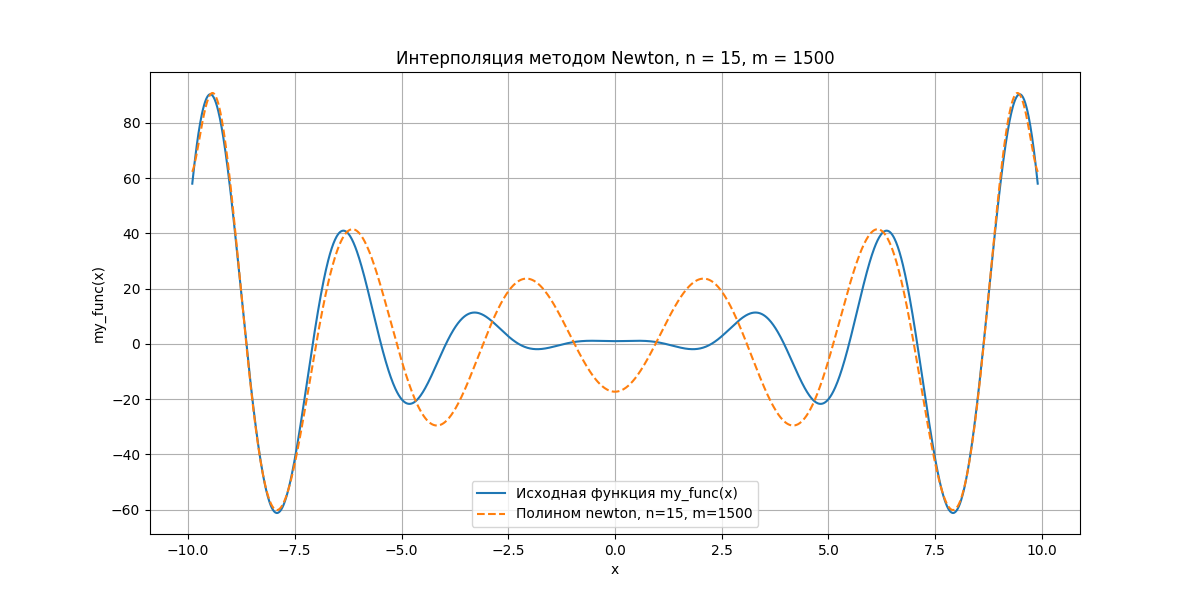 Интерполяция методом Newton, n = 15, m = 1500
my_func(x)
80
60
40
20
0
−20
−40
−60
Исходная функция my_func(x)
Полином newton, n=15, m=1500
−10.0 −7.5 −5.0 −2.5 0.0 2.5 5.0 7.5 10.0
x